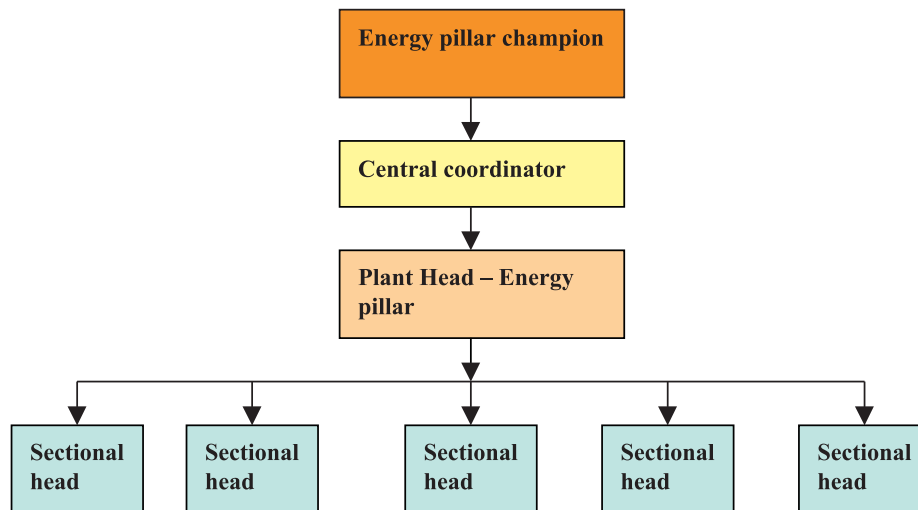 Energy pillar champion
Central coordinator
Plant Head – Energy
pillar
Sectional
head
Sectional
head
Sectional
head
Sectional
head
Sectional
head